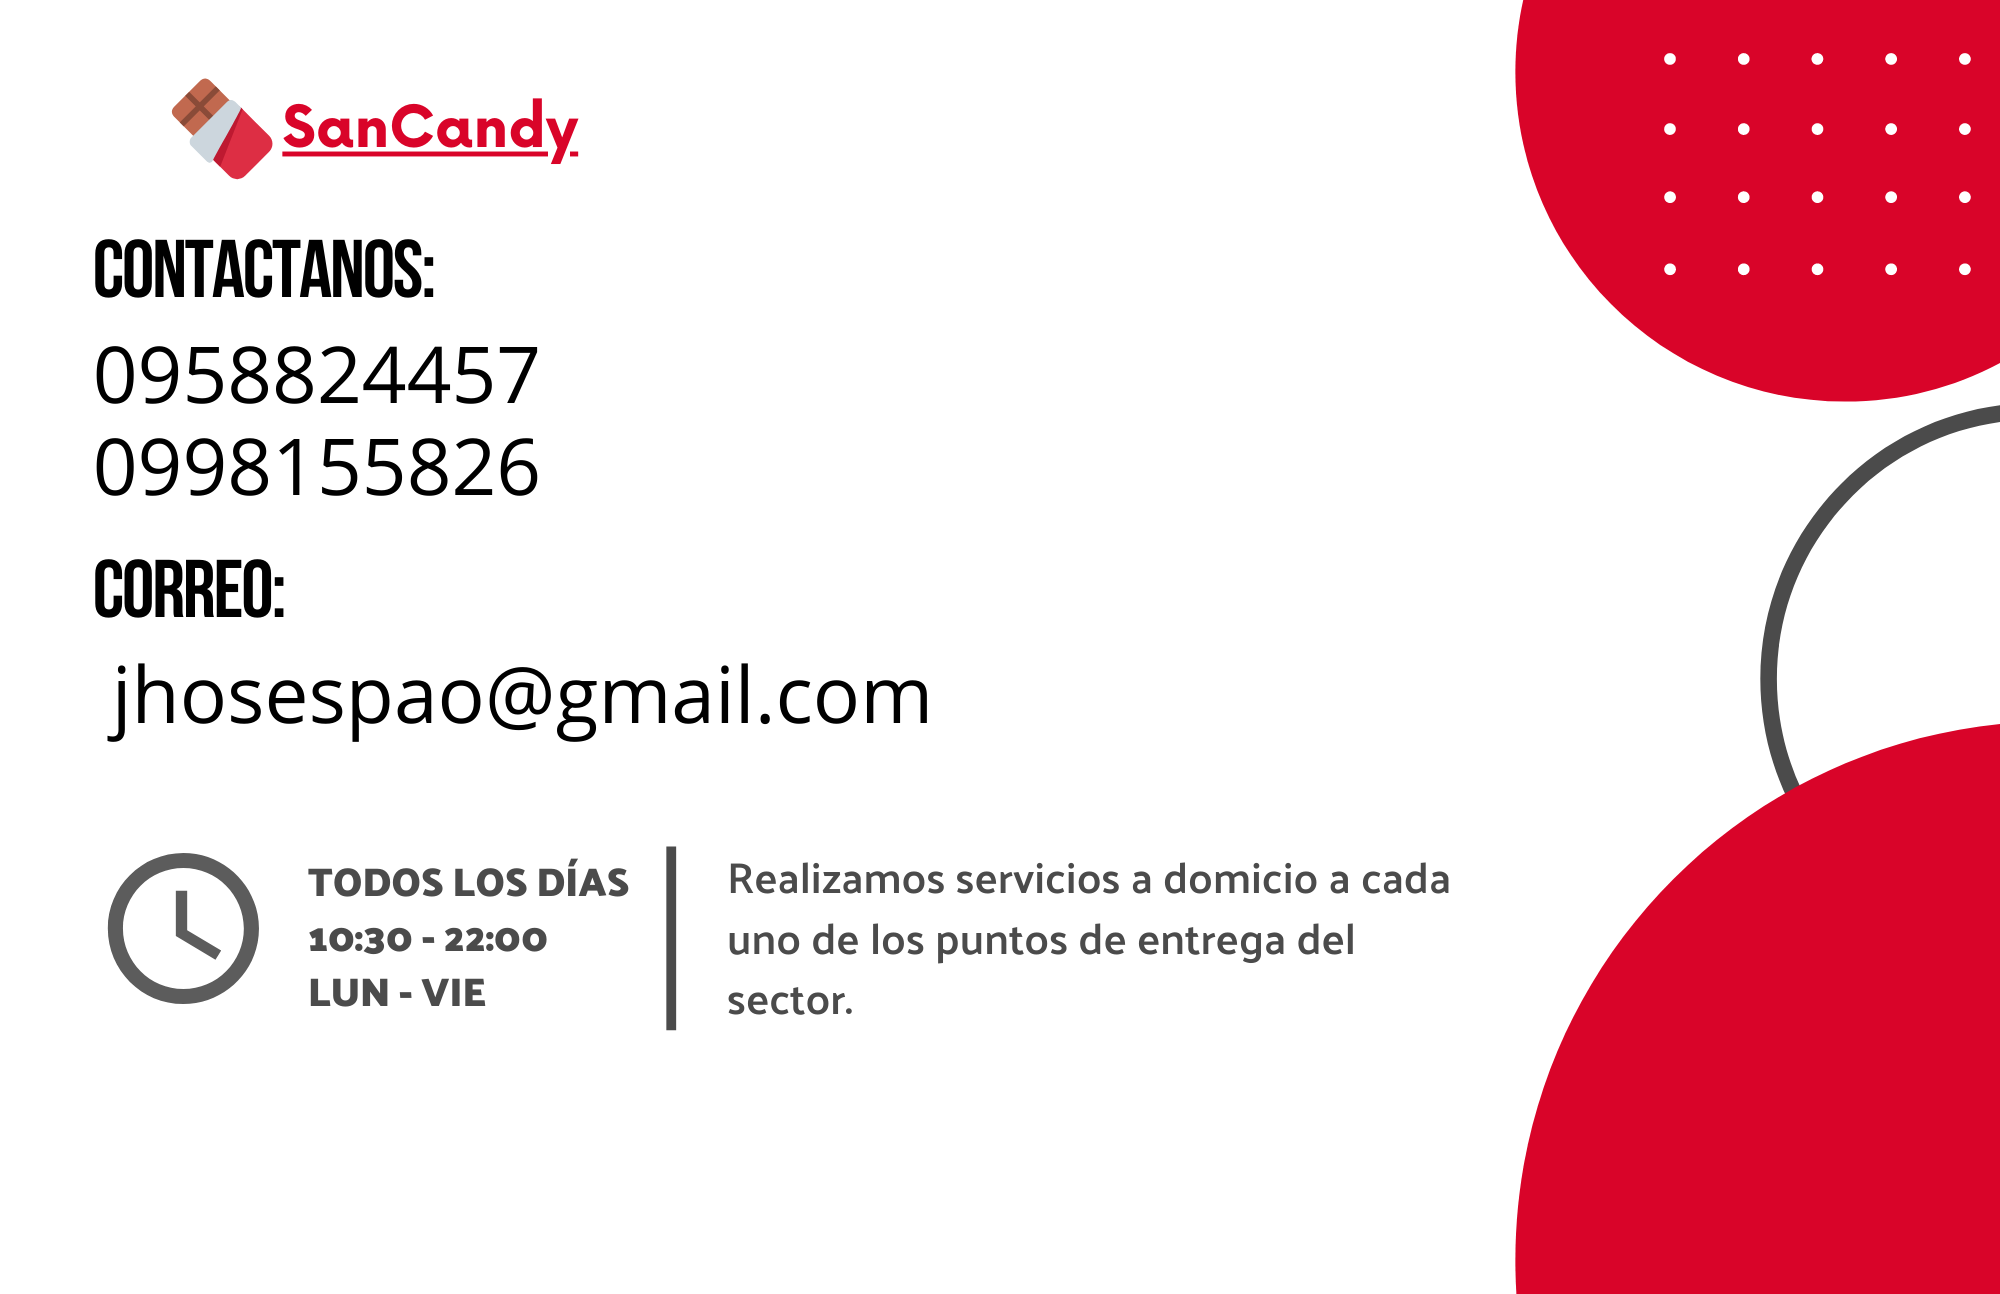 SanCandy
CONTACTANOS:
0958824457
0998155826
CORREO:
jhosespao@gmail.com
TODOS LOS DÍAS
10:30 - 22:00
LUN - VIE
Realizamos servicios a domicio a cada
uno de los puntos de entrega del
sector.